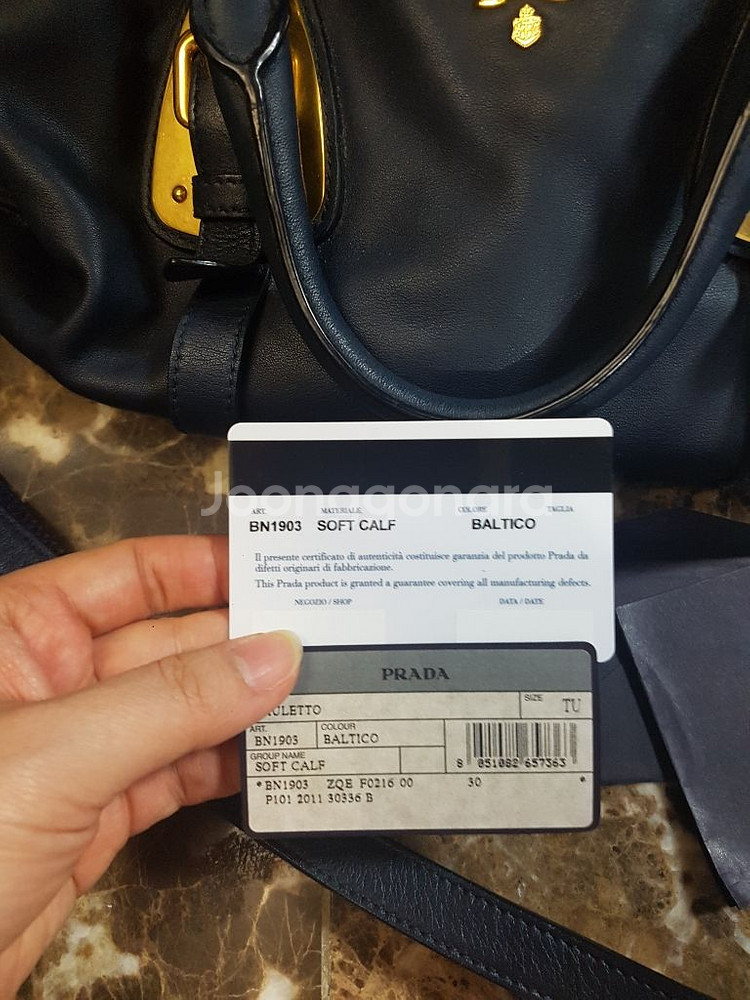 Joonggonara
ART. MATERIALE COLORE TAGLIA
BN1903 SOFT CALF BALTICO
Il presente certificato di autenticità costituisce garanzia del prodotto Prada da
difetti originari di fabbricazione.
This Prada product is granted a guarantee covering all manufacturing defects.
NEGOZIO / SHOP DATA / DATE
PRADA
SIZE
ULETTO TU
ART. COLOUR
BN1903 BALTICO
GROUP NAME
SOFT CALF
8 051082 657363
*BN1903 ZQE F0216 00 30 *
P101 2011 30336 B